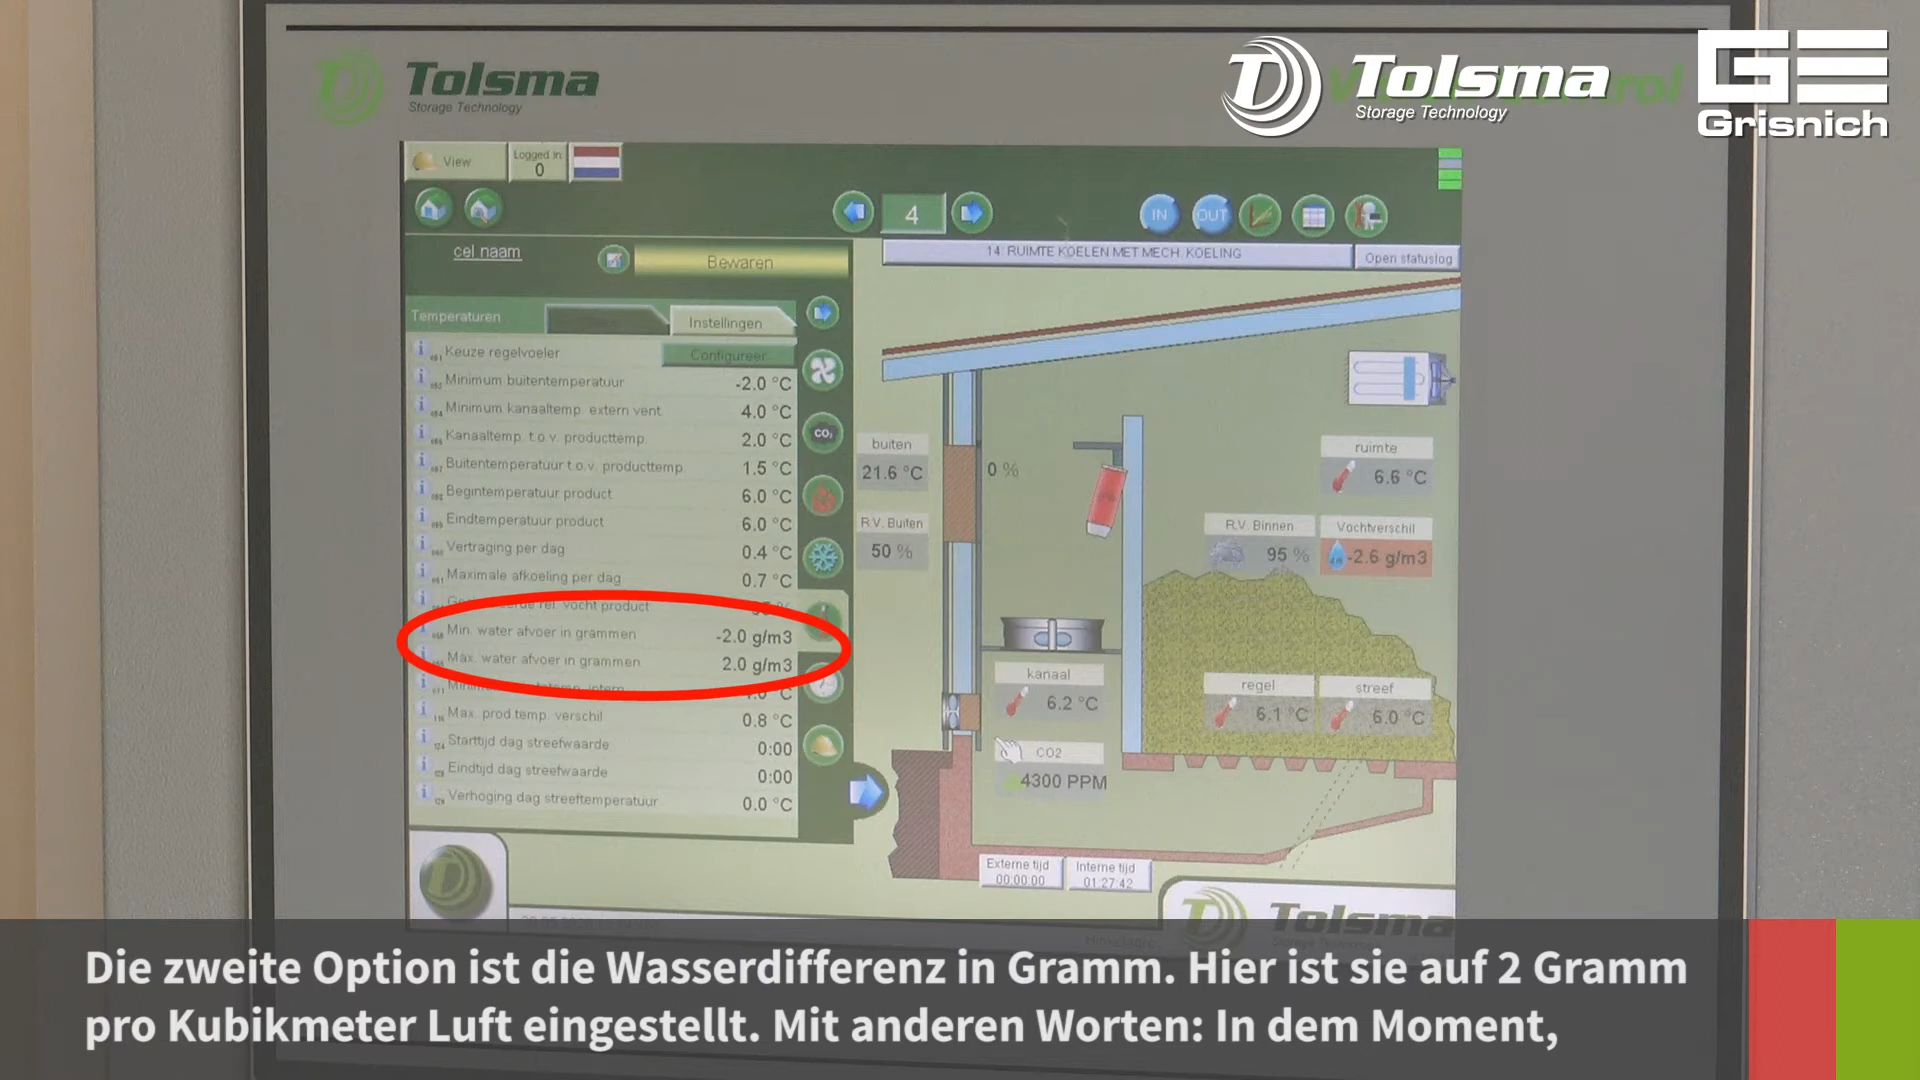 Tolsma
Storage Technology
Tolsma
Storage Technology
GE
Grisnich
View
Logged in
0
4
IN
OUT
cel naam
Bewaren
14: RUIMTE KOELEN MET MECH. KOELING
Open statuslog
Temperaturen
Instellingen
Keuze regelvoeler
Configureer
Minimum buitentemperatuur -2.0 °C
Minimum kanaaltemp. extern vent 4.0 °C
Kanaaltemp. t.o.v. producttemp. 2.0 °C
Buitentemperatuur t.o.v. producttemp. 1.5 °C
Begintemperatuur product 6.0 °C
Eindtemperatuur product 6.0 °C
Vertraging per dag 0.4 °C
Maximale afkoeling per dag 0.7 °C
rel. vocht product
Min. water afvoer in grammen -2.0 g/m3
Max. water afvoer in grammen 2.0 g/m3
Max. prod.temp. verschil 0.8 °C
Starttijd dag streefwaarde 0:00
Eindtijd dag streefwaarde 0:00
Verhoging dag streeftemperatuur 0.0 °C
CO2
buiten
21.6 °C
0 %
R.V. Buiten
50 %
ruimte
6.6 °C
R.V. Binnen
95 %
Vochtverschil
-2.6 g/m3
kanaal
6.2 °C
regel
6.1 °C
streef
6.0 °C
CO2
4300 PPM
Externe tijd
00:00:00
Interne tijd
01:27:42
Tolsma
Die zweite Option ist die Wasserdifferenz in Gramm. Hier ist sie auf 2 Gramm
pro Kubikmeter Luft eingestellt. Mit anderen Worten: In dem Moment,